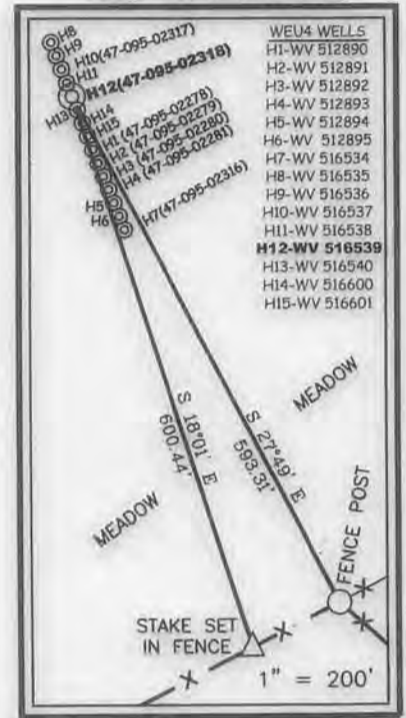 H8
H9
H10(47-095-02317)
H11
H12(47-095-02318)
H13
H14
H15
H1 (47-095-02278)
H2 (47-095-02279)
H3 (47-095-02280)
H4 (47-095-02281)
H5
H6
H7(47-095-02316)
WEU4 WELLS
H1-WV 512890
H2-WV 512891
H3-WV 512892
H4-WV 512893
H5-WV 512894
H6-WV 512895
H7-WV 516534
H8-WV 516535
H9-WV 516536
H10-WV 516537
H11-WV 516538
H12-WV 516539
H13-WV 516540
H14-WV 516600
H15-WV 516601
S 18°01' E
600.44'
S 27°49' E
593.31'
MEADOW
MEADOW
FENCE POST
STAKE SET
IN FENCE
1" = 200'